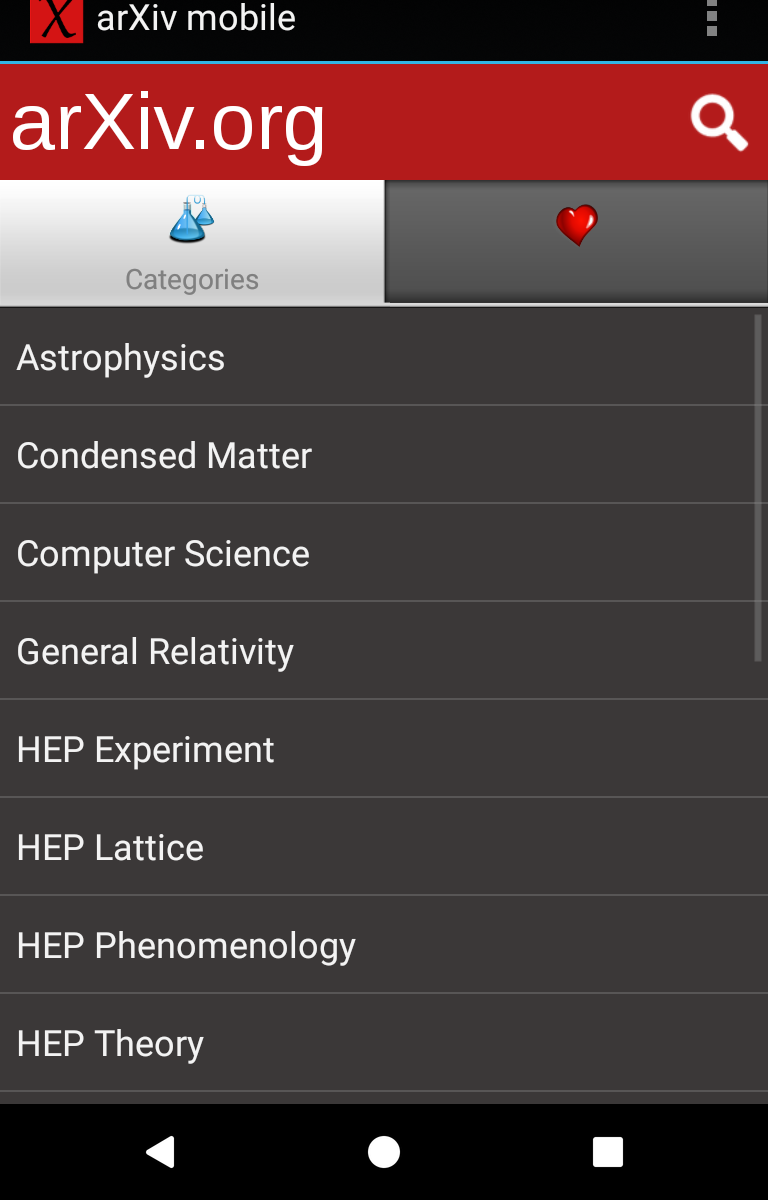 arXiv mobile
arXiv.org
Categories
Astrophysics
Condensed Matter
Computer Science
General Relativity
HEP Experiment
HEP Lattice
HEP Phenomenology
HEP Theory